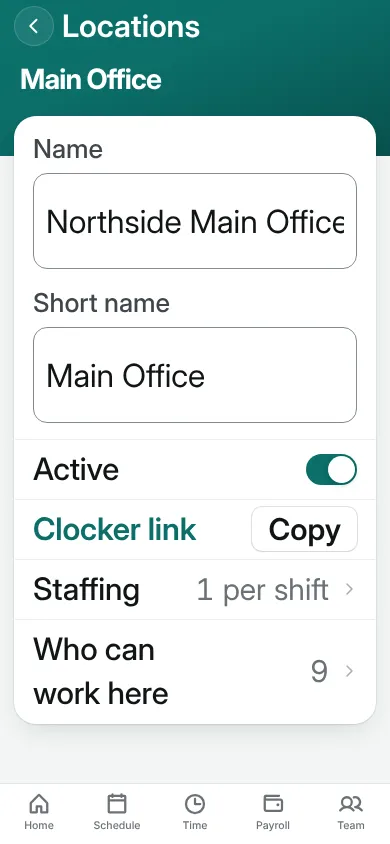 Locations
Main Office
Name
Northside Main Office
Short name
Main Office
Active
Clocker link Copy
Staffing 1 per shift
Who can
work here
9
Home Schedule Time Payroll Team